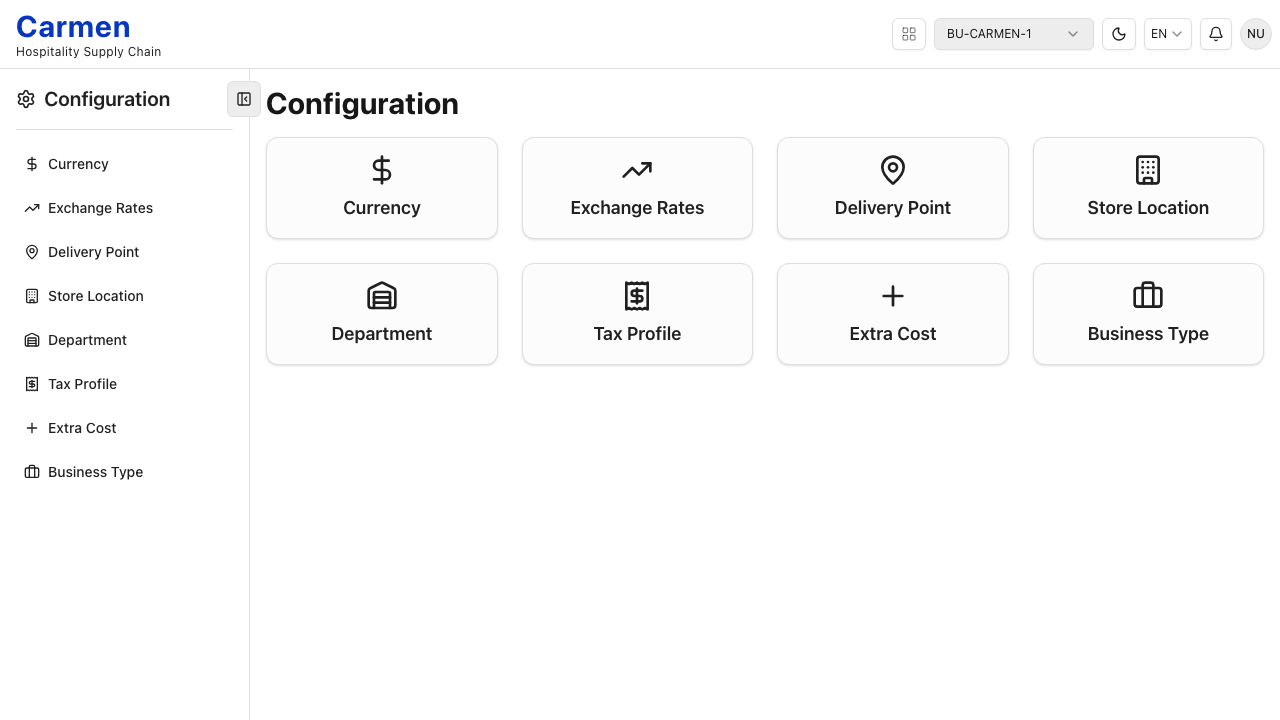 Carmen
Hospitality Supply Chain
BU-CARMEN-1
EN
NU
Configuration
Currency
Exchange Rates
Delivery Point
Store Location
Department
Tax Profile
Extra Cost
Business Type
Configuration
Currency
Exchange Rates
Delivery Point
Store Location
Department
Tax Profile
Extra Cost
Business Type